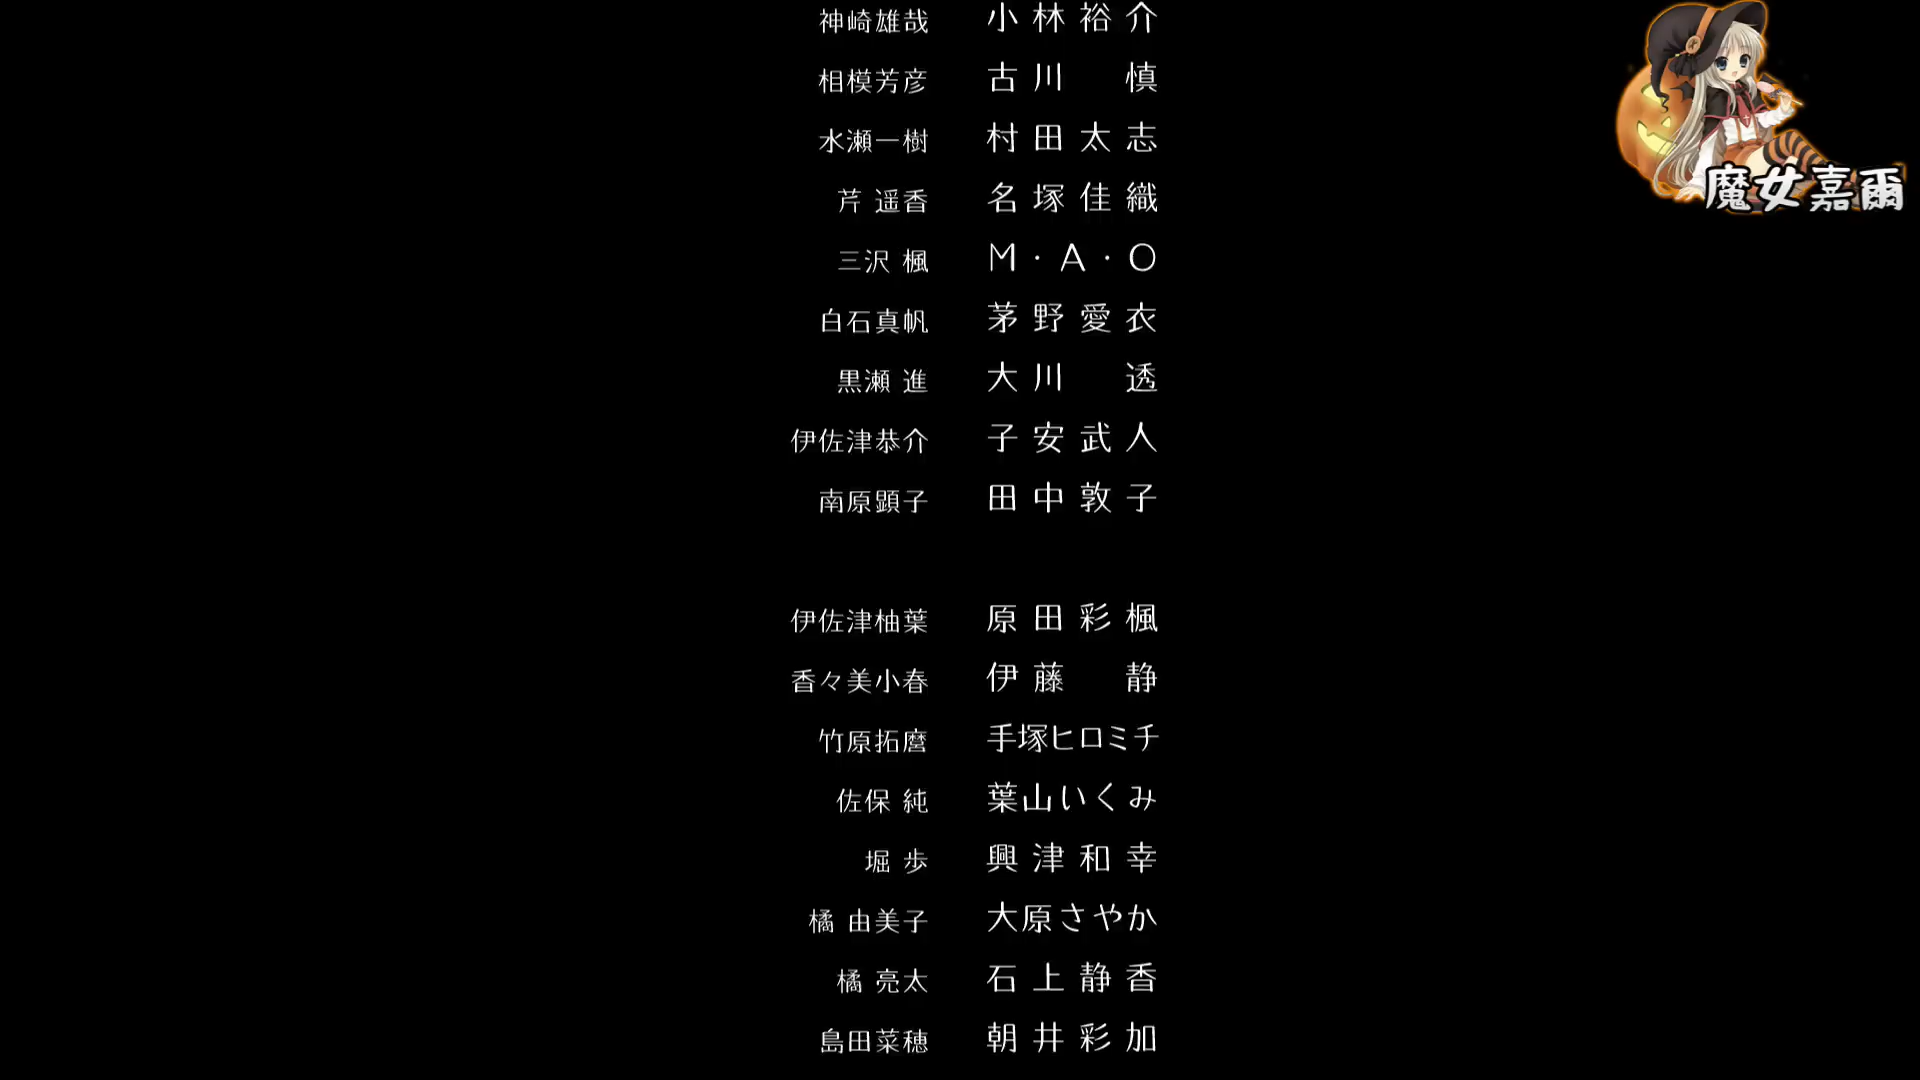 神崎雄哉 小林裕介
相模芳彦 古川 慎
水瀬一樹 村田太志
芹 遥香 名塚佳織
三沢 楓 M・A・O
白石真帆 茅野愛衣
黒瀬 進 大川 透
伊佐津恭介 子安武人
南原顕子 田中敦子
伊佐津柚葉 原田彩楓
香々美小春 伊藤 静
竹原拓麿 手塚ヒロミチ
佐保 純 葉山いくみ
堀 歩 興津和幸
橘 由美子 大原さやか
橘 亮太 石上静香
島田菜穂 朝井彩加
魔女嘉爾